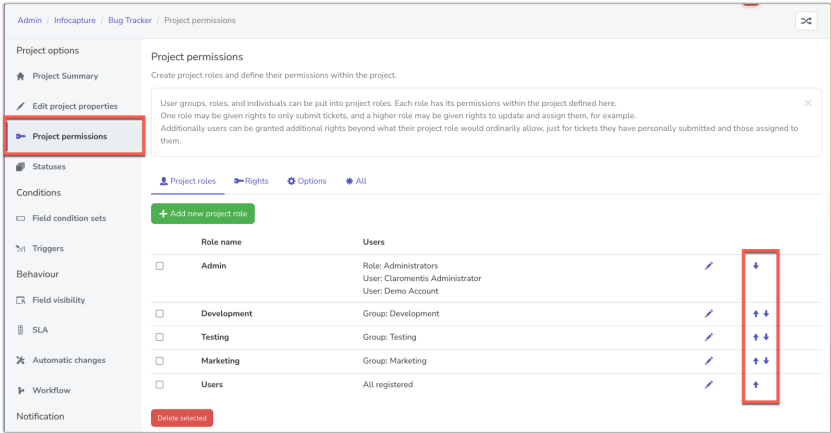 Admin / Infocapture / Bug Tracker / Project permissions
Project options
Project Summary
Edit project properties
Project permissions
Statuses
Conditions
Field condition sets
Triggers
Behaviour
Field visibility
SLA
Automatic changes
Workflow
Notification
Project permissions
Create project roles and define their permissions within the project.
User groups, roles, and individuals can be put into project roles. Each role has its permissions within the project defined here.
One role may be given rights to only submit tickets, and a higher role may be given rights to update and assign them, for example.
Additionally users can be granted additional rights beyond what their project role would ordinarily allow, just for tickets they have personally submitted and those assigned to
them.
Project roles Rights Options All
Add new project role
Role name Users
Admin Role: Administrators
User: Claromentis Administrator
User: Demo Account
Development Group: Development
Testing Group: Testing
Marketing Group: Marketing
Users All registered
Delete selected